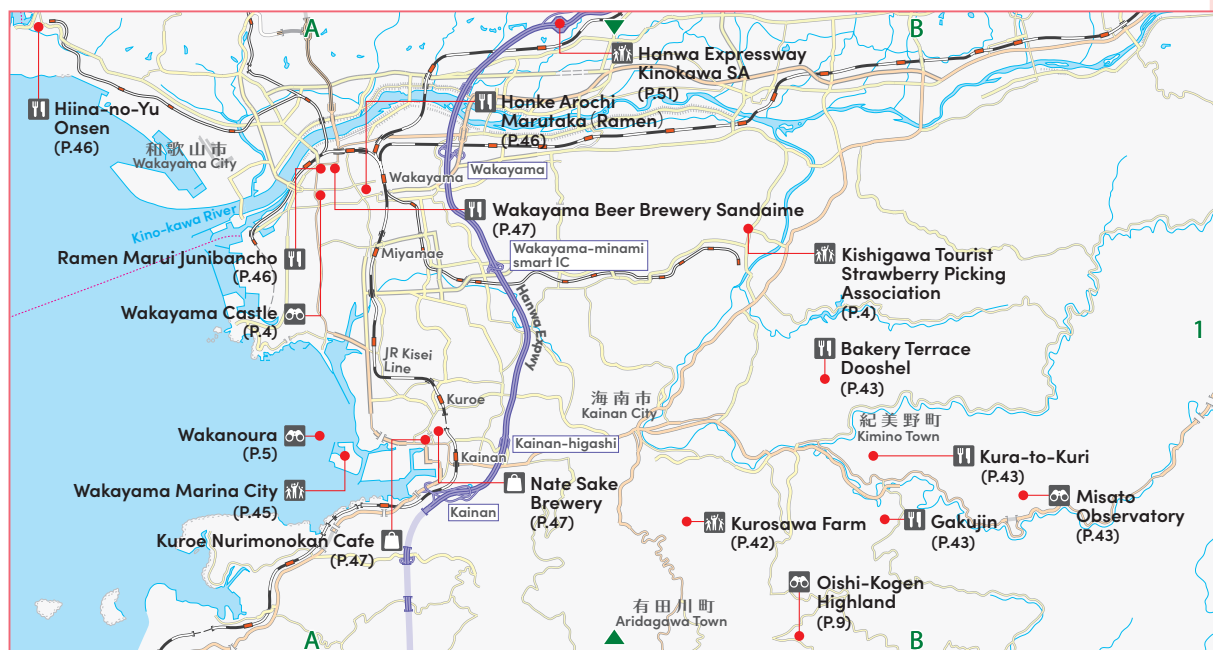 A
B
Hanwa Expressway
Kinokawa SA
(P.51)
Hiina-no-Yu
Onsen
(P.46)
Honke Arochi
Marutaka (Ramen)
(P.46)
和歌山市
Wakayama City
Wakayama
Wakayama
Kino-kawa River
Wakayama Beer Brewery Sandaime
(P.47)
Ramen Marui Junibancho
(P.46)
Miyamae
Wakayama-minami
smart IC
Kishigawa Tourist
Strawberry Picking
Association
(P.4)
Wakayama Castle
(P.4)
Hanwa Expwy
1
JR Kisei
Line
Bakery Terrace
Dooshel
(P.43)
Kuroe
海南市
Kainan City
紀美野町
Kimino Town
Wakanoura
(P.5)
Kainan-higashi
Kainan
Kura-to-Kuri
(P.43)
Wakayama Marina City
(P.45)
Nate Sake
Brewery
(P.47)
Misato
Observatory
(P.43)
Kainan
Kuroe Nurimonokan Cafe
(P.47)
Kurosawa Farm
(P.42)
Gakujin
(P.43)
Oishi-Kogen
Highland
(P.9)
有田川町
Aridagawa Town
A
B